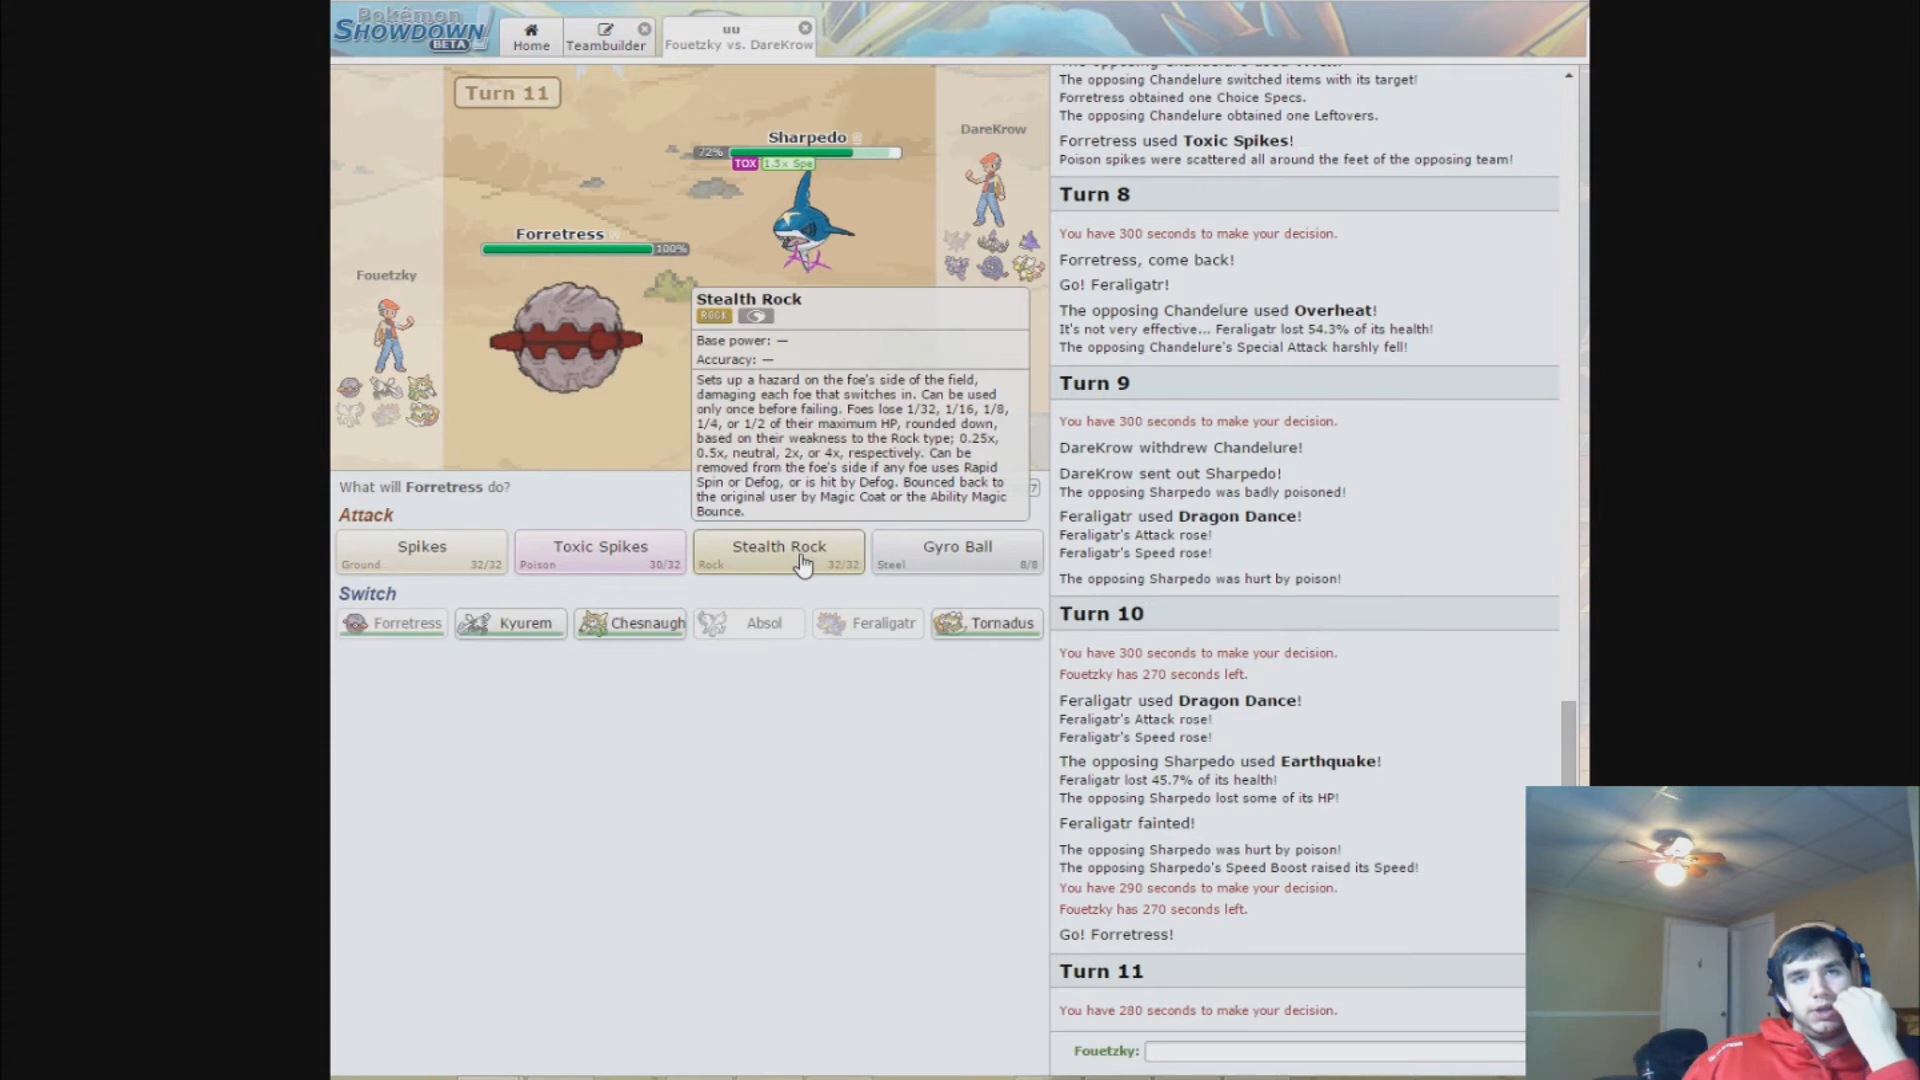 Pokémon
SHOWDOWN
BETA
Home
Teambuilder
uu
Fouetzky vs. DareKrow
Turn 11
Sharpedo
72%
TOX 1.5x Spe
DareKrow
Forretress
100%
Fouetzky
Stealth Rock
ROCK
Base power: —
Accuracy: —
Sets up a hazard on the foe's side of the field,
damaging each foe that switches in. Can be used
only once before failing. Foes lose 1/32, 1/16, 1/8,
1/4, or 1/2 of their maximum HP, rounded down,
based on their weakness to the Rock type; 0.25x,
0.5x, neutral, 2x, or 4x, respectively. Can be
removed from the foe's side if any foe uses Rapid
Spin or Defog, or is hit by Defog. Bounced back to
the original user by Magic Coat or the Ability Magic
Bounce.
What will Forretress do?
Attack
Spikes
Ground 32/32
Toxic Spikes
Poison 30/32
Stealth Rock
Rock 32/32
Gyro Ball
Steel 8/8
Switch
Forretress
Kyurem
Chesnaugh
Absol
Feraligatr
Tornadus
The opposing Chandelure switched items with its target!
Forretress obtained one Choice Specs.
The opposing Chandelure obtained one Leftovers.
Forretress used Toxic Spikes!
Poison spikes were scattered all around the feet of the opposing team!
Turn 8
You have 300 seconds to make your decision.
Forretress, come back!
Go! Feraligatr!
The opposing Chandelure used Overheat!
It's not very effective... Feraligatr lost 54.3% of its health!
The opposing Chandelure's Special Attack harshly fell!
Turn 9
You have 300 seconds to make your decision.
DareKrow withdrew Chandelure!
DareKrow sent out Sharpedo!
The opposing Sharpedo was badly poisoned!
Feraligatr used Dragon Dance!
Feraligatr's Attack rose!
Feraligatr's Speed rose!
The opposing Sharpedo was hurt by poison!
Turn 10
You have 300 seconds to make your decision.
Fouetzky has 270 seconds left.
Feraligatr used Dragon Dance!
Feraligatr's Attack rose!
Feraligatr's Speed rose!
The opposing Sharpedo used Earthquake!
Feraligatr lost 45.7% of its health!
The opposing Sharpedo lost some of its HP!
Feraligatr fainted!
The opposing Sharpedo was hurt by poison!
The opposing Sharpedo's Speed Boost raised its Speed!
You have 290 seconds to make your decision.
Fouetzky has 270 seconds left.
Go! Forretress!
Turn 11
You have 280 seconds to make your decision.
Fouetzky: